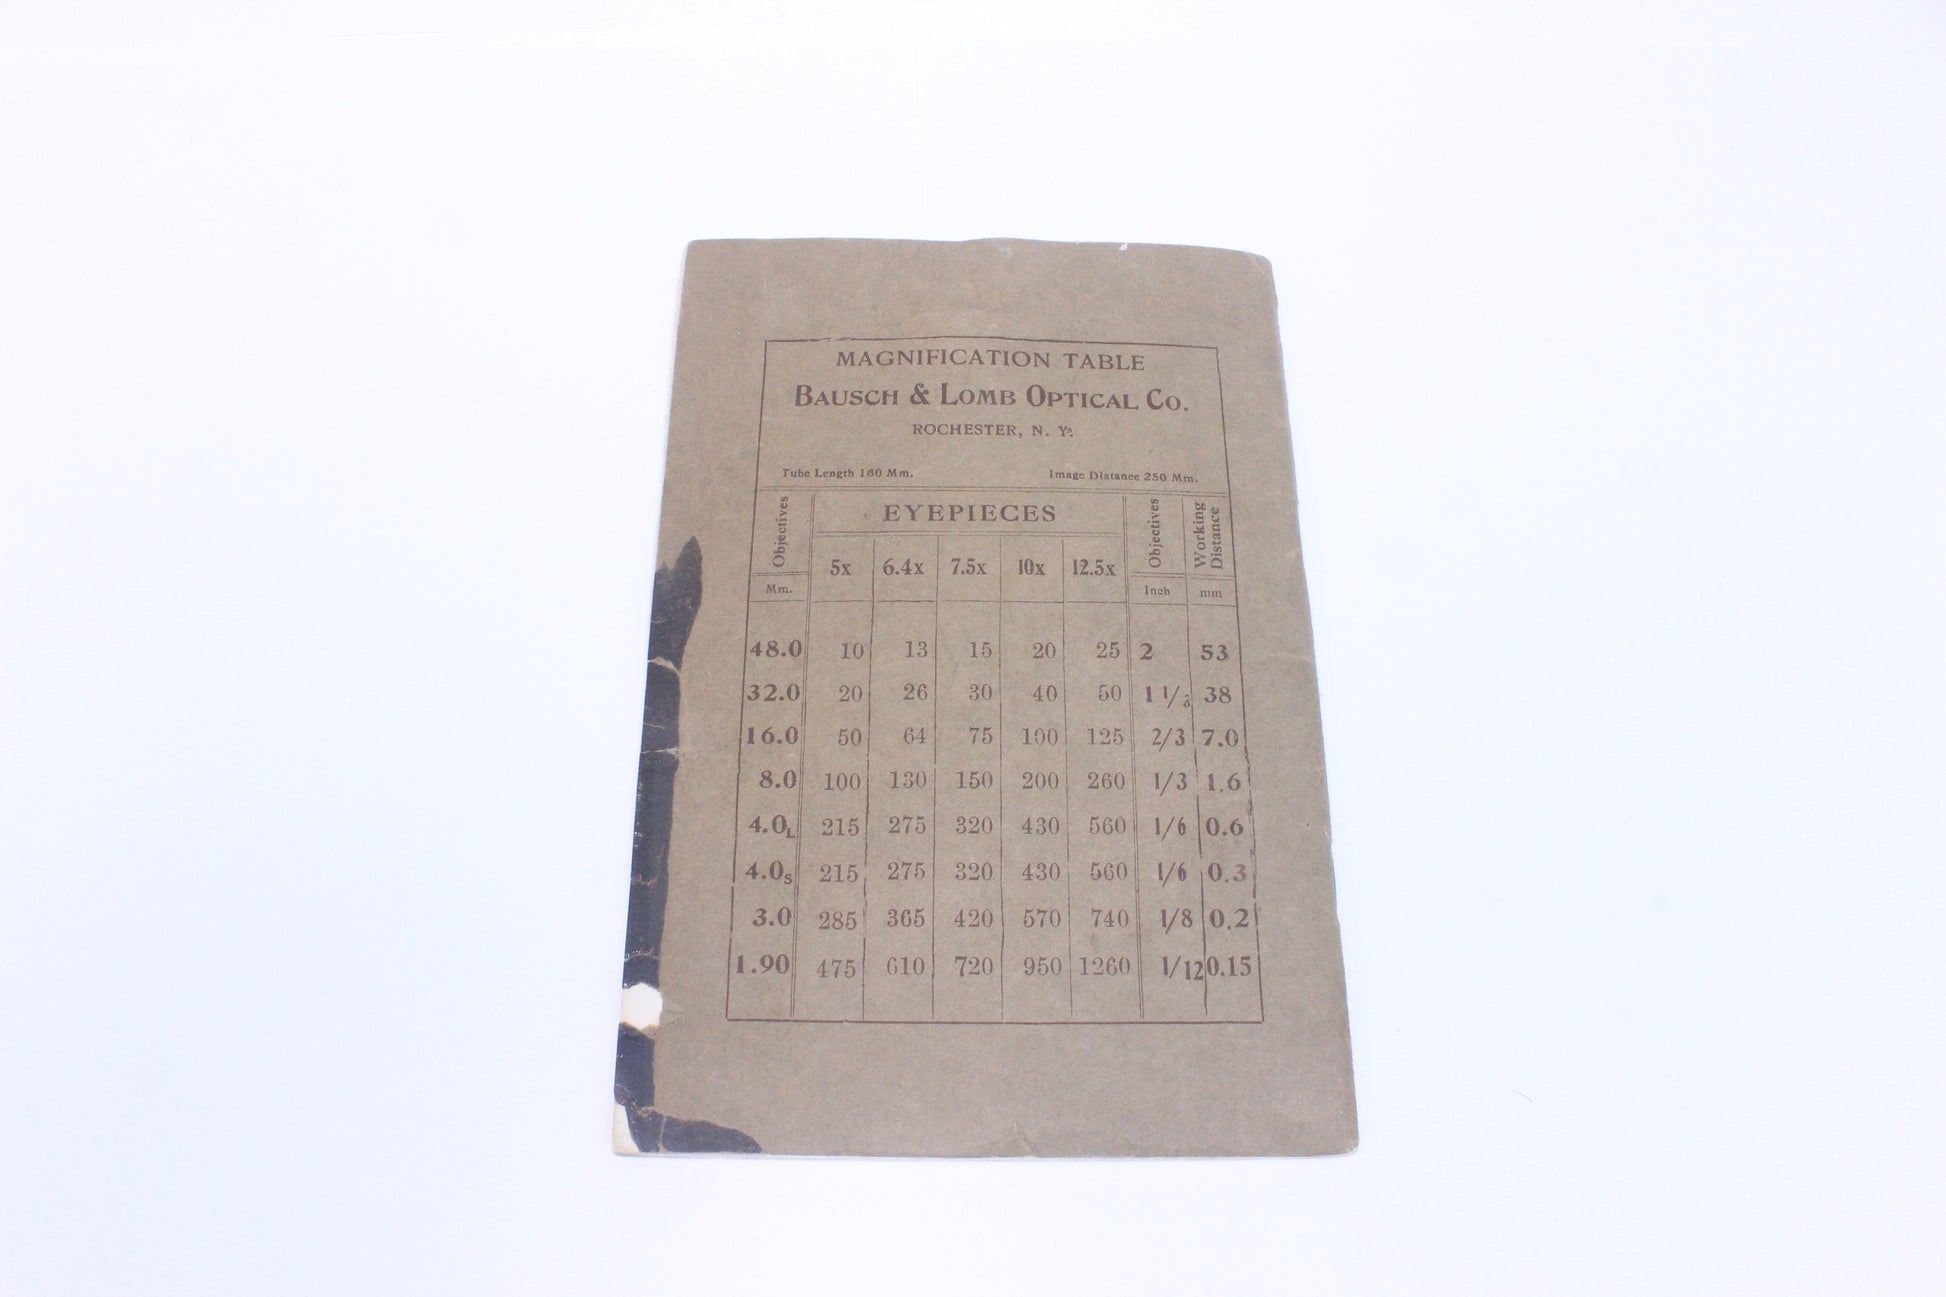 MAGNIFICATION TABLE
BAUSCH & LOMB OPTICAL CO.
ROCHESTER, N. Y.
Tube Length 160 Mm. Image Distance 250 Mm.
Objectives EYEPIECES Objectives Working Distance
Mm. 5x 6.4x 7.5x 10x 12.5x Inch mm
48.0 10 13 15 20 25 2 53
32.0 20 26 30 40 50 1 1/3 38
16.0 50 64 75 100 125 2/3 7.0
8.0 100 130 150 200 260 1/3 1.6
4.0L 215 275 320 430 560 1/6 0.6
4.0S 215 275 320 430 560 1/6 0.3
3.0 285 365 420 570 740 1/8 0.2
1.90 475 610 720 950 1260 1/12 0.15